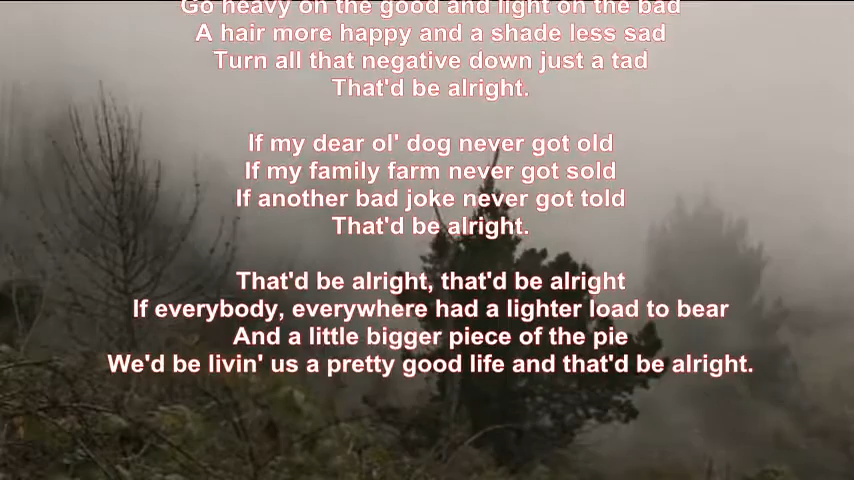 Go heavy on the good and light on the bad
A hair more happy and a shade less sad
Turn all that negative down just a tad
That'd be alright.
If my dear ol' dog never got old
If my family farm never got sold
If another bad joke never got told
That'd be alright.
That'd be alright, that'd be alright
If everybody, everywhere had a lighter load to bear
And a little bigger piece of the pie
We'd be livin' us a pretty good life and that'd be alright.